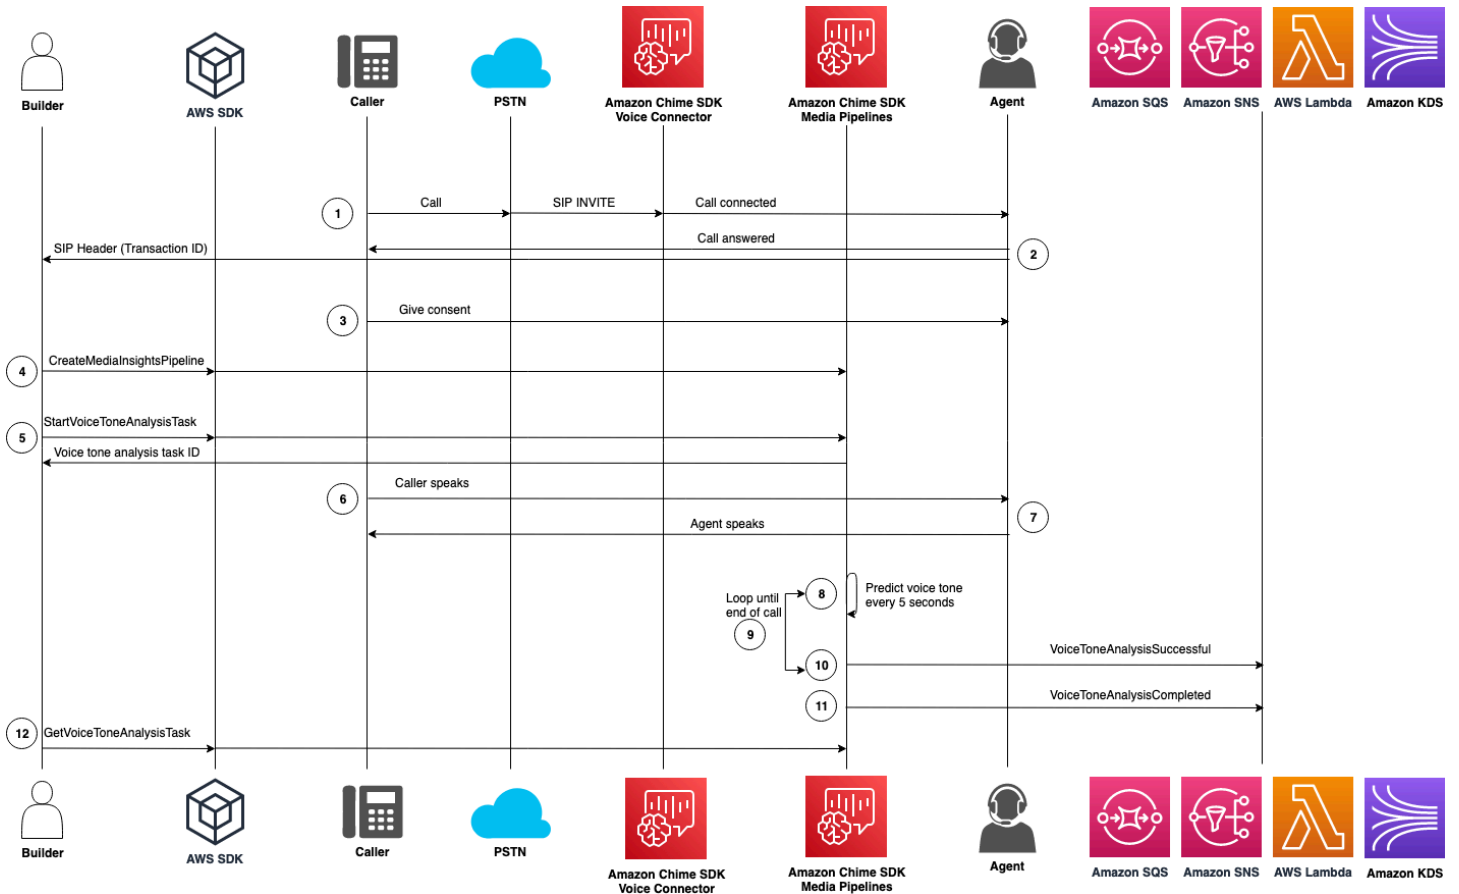 Builder
AWS SDK
Caller
PSTN
Amazon Chime SDK
Voice Connector
Amazon Chime SDK
Media Pipelines
Agent
Amazon SQS
Amazon SNS
AWS Lambda
Amazon KDS
1
Call
SIP INVITE
Call connected
Call answered
2
SIP Header (Transaction ID)
3
Give consent
4
CreateMediaInsightsPipeline
5
StartVoiceToneAnalysisTask
Voice tone analysis task ID
6
Caller speaks
7
Agent speaks
8
Predict voice tone
every 5 seconds
Loop until
end of call
9
10
VoiceToneAnalysisSuccessful
11
VoiceToneAnalysisCompleted
12
GetVoiceToneAnalysisTask
Builder
AWS SDK
Caller
PSTN
Amazon Chime SDK
Voice Connector
Amazon Chime SDK
Media Pipelines
Agent
Amazon SQS
Amazon SNS
AWS Lambda
Amazon KDS